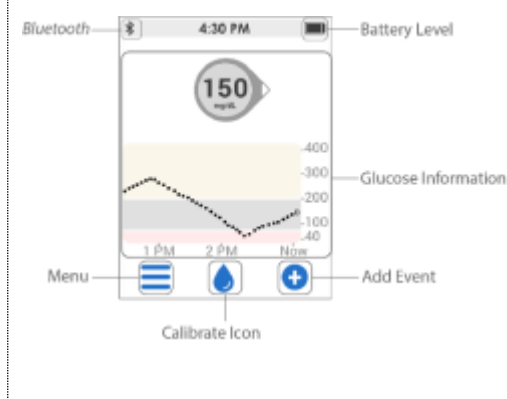 Bluetooth
4:30 PM
Battery Level
150
mg/dL
400
300
Glucose Information
200
100
40
1 PM 2 PM Now
Menu
Add Event
Calibrate Icon